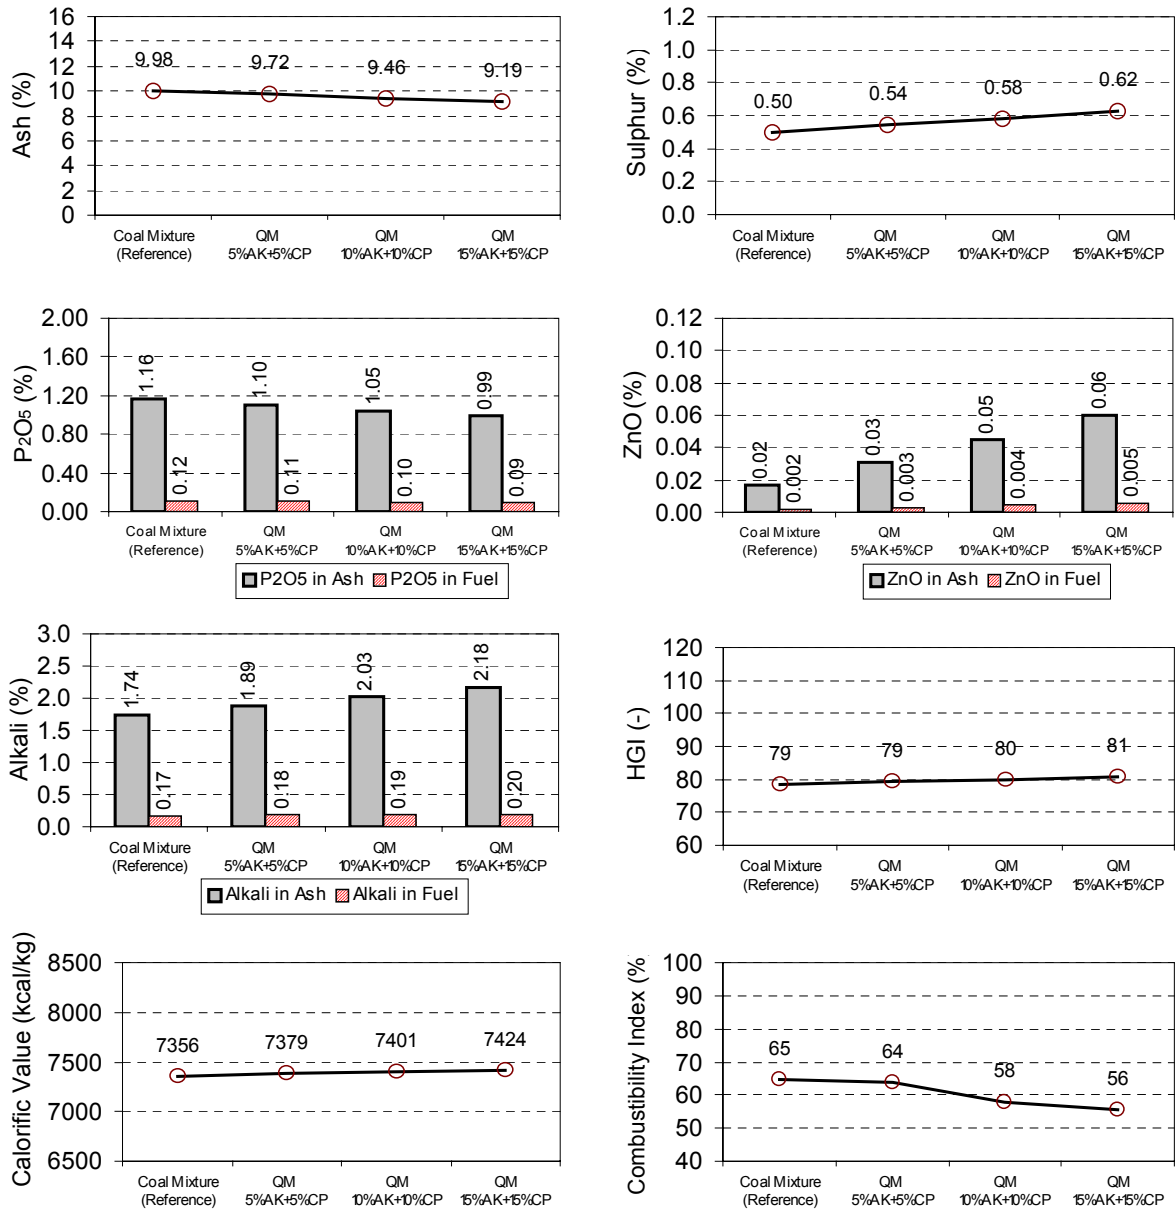 Ash (%)
16
14
12
10
8
6
4
2
0
9.98
9.72
9.46
9.19
Coal Mixture
(Reference)
QM
5%AK+5%CP
QM
10%AK+10%CP
QM
15%AK+15%CP
Sulphur (%)
1.2
1.0
0.8
0.6
0.4
0.2
0.0
0.50
0.54
0.58
0.62
Coal Mixture
(Reference)
QM
5%AK+5%CP
QM
10%AK+10%CP
QM
15%AK+15%CP
P2O5 (%)
2.00
1.60
1.20
0.80
0.40
0.00
1.16
0.12
1.10
0.11
1.05
0.10
0.99
0.09
Coal Mixture
(Reference)
QM
5%AK+5%CP
QM
10%AK+10%CP
QM
15%AK+15%CP
P2O5 in Ash
P2O5 in Fuel
ZnO (%)
0.12
0.10
0.08
0.06
0.04
0.02
0.00
0.02
0.002
0.03
0.003
0.05
0.004
0.06
0.005
Coal Mixture
(Reference)
QM
5%AK+5%CP
QM
10%AK+10%CP
QM
15%AK+15%CP
ZnO in Ash
ZnO in Fuel
Alkali (%)
3.0
2.5
2.0
1.5
1.0
0.5
0.0
1.74
0.17
1.89
0.18
2.03
0.19
2.18
0.20
Coal Mixture
(Reference)
QM
5%AK+5%CP
QM
10%AK+10%CP
QM
15%AK+15%CP
Alkali in Ash
Alkali in Fuel
HGI (-)
120
110
100
90
80
70
60
79
79
80
81
Coal Mixture
(Reference)
QM
5%AK+5%CP
QM
10%AK+10%CP
QM
15%AK+15%CP
Calorific Value (kcal/kg)
8500
8000
7500
7000
6500
7356
7379
7401
7424
Coal Mixture
(Reference)
QM
5%AK+5%CP
QM
10%AK+10%CP
QM
15%AK+15%CP
Combustibility Index (%)
100
90
80
70
60
50
40
65
64
58
56
Coal Mixture
(Reference)
QM
5%AK+5%CP
QM
10%AK+10%CP
QM
15%AK+15%CP